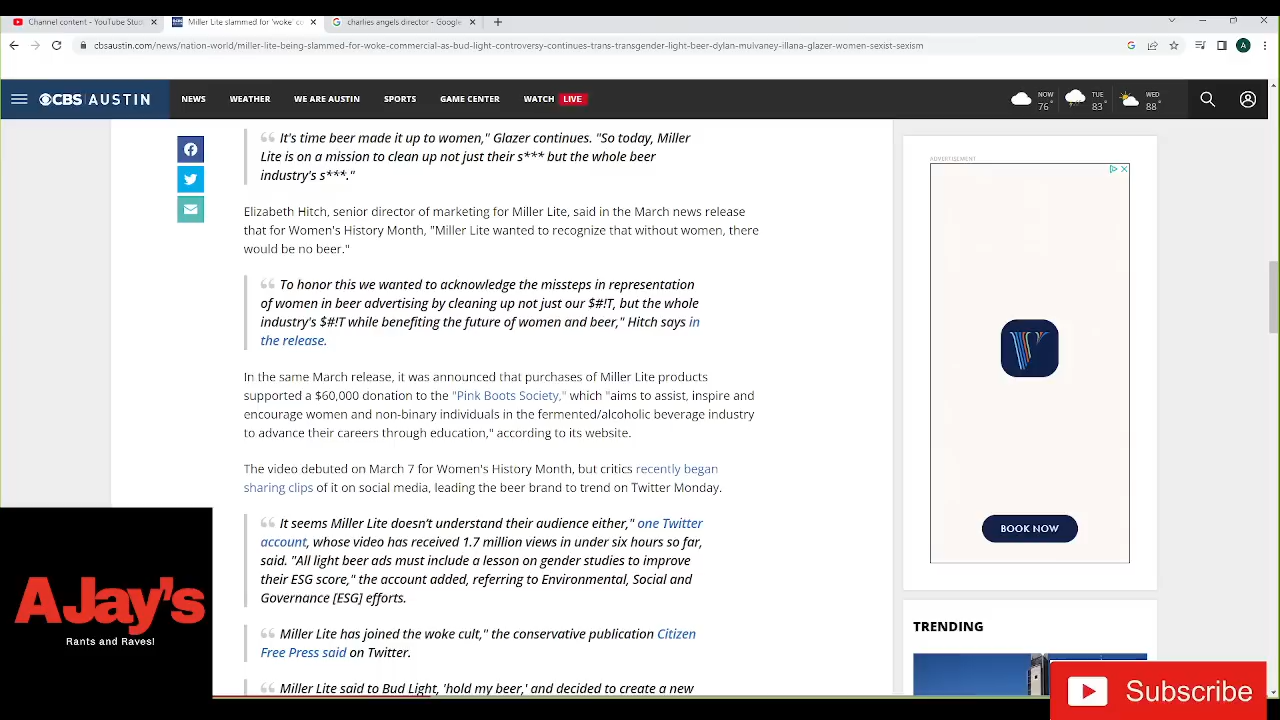 Channel content - YouTube Stud
Miller Lite slammed for 'woke' co
charlies angels director - Google
cbsaustin.com/news/nation-world/miller-lite-being-slammed-for-woke-commercial-as-bud-light-controversy-continues-trans-transgender-light-beer-dylan-mulvaney-illana-glazer-women-sexist-sexism
A
CBS AUSTIN
NEWS
WEATHER
WE ARE AUSTIN
SPORTS
GAME CENTER
WATCH LIVE
NOW
76°
TUE
83°
WED
88°
It's time beer made it up to women," Glazer continues. "So today, Miller
Lite is on a mission to clean up not just their s*** but the whole beer
industry's s***."
Elizabeth Hitch, senior director of marketing for Miller Lite, said in the March news release
that for Women's History Month, "Miller Lite wanted to recognize that without women, there
would be no beer."
To honor this we wanted to acknowledge the missteps in representation
of women in beer advertising by cleaning up not just our $#!T, but the whole
industry's $#!T while benefiting the future of women and beer," Hitch says in
the release.
In the same March release, it was announced that purchases of Miller Lite products
supported a $60,000 donation to the "Pink Boots Society," which "aims to assist, inspire and
encourage women and non-binary individuals in the fermented/alcoholic beverage industry
to advance their careers through education," according to its website.
The video debuted on March 7 for Women's History Month, but critics recently began
sharing clips of it on social media, leading the beer brand to trend on Twitter Monday.
It seems Miller Lite doesn't understand their audience either," one Twitter
account, whose video has received 1.7 million views in under six hours so far,
said. "All light beer ads must include a lesson on gender studies to improve
their ESG score," the account added, referring to Environmental, Social and
Governance [ESG] efforts.
Miller Lite has joined the woke cult," the conservative publication Citizen
Free Press said on Twitter.
Miller Lite said to Bud Light, 'hold my beer,' and decided to create a new
ADVERTISEMENT
BOOK NOW
TRENDING
AJay's
Rants and Raves!
Subscribe